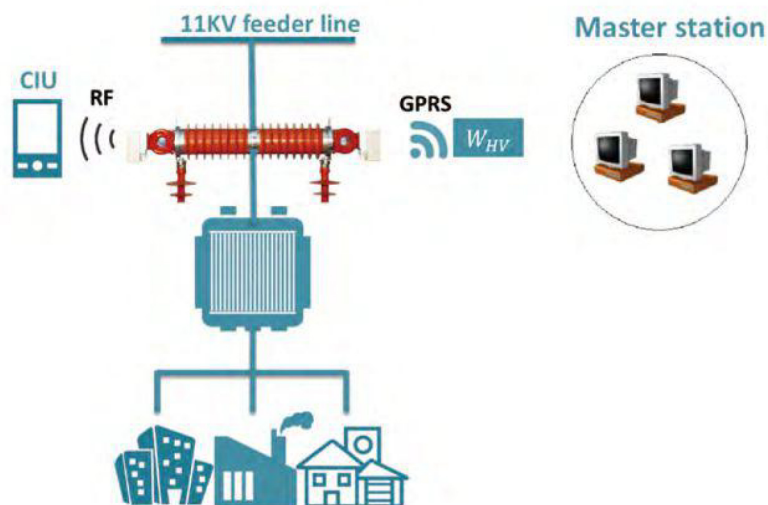 11KV feeder line
Master station
CIU
RF
GPRS
W_HV